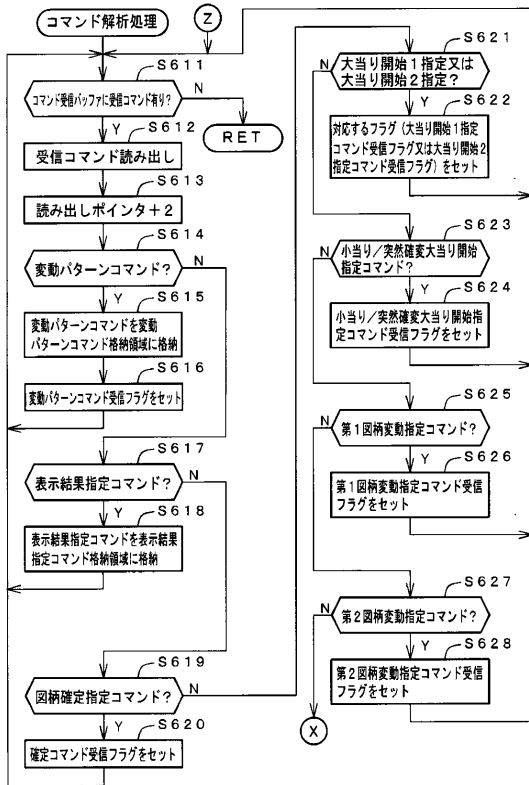 コマンド解析処理
Z
S611
コマンド受信バッファに受信コマンド有り?
N
Y
RET
S612
受信コマンド読み出し
S613
読み出しポインタ+2
S614
変動パターンコマンド?
N
Y
S615
変動パターンコマンドを変動
パターンコマンド格納領域に格納
S616
変動パターンコマンド受信フラグをセット
S617
表示結果指定コマンド?
N
Y
S618
表示結果指定コマンドを表示結果
指定コマンド格納領域に格納
S619
図柄確定指定コマンド?
N
Y
S620
確定コマンド受信フラグをセット
S621
大当り開始1指定又は
大当り開始2指定?
N
Y
S622
対応するフラグ(大当り開始1指定
コマンド受信フラグ又は大当り開始2
指定コマンド受信フラグ)をセット
S623
小当り/突然確変大当り開始
指定コマンド?
N
Y
S624
小当り/突然確変大当り開始指
定コマンド受信フラグをセット
S625
第1図柄変動指定コマンド?
N
Y
S626
第1図柄変動指定コマンド受信
フラグをセット
S627
第2図柄変動指定コマンド?
N
Y
S628
第2図柄変動指定コマンド受信
フラグをセット
X